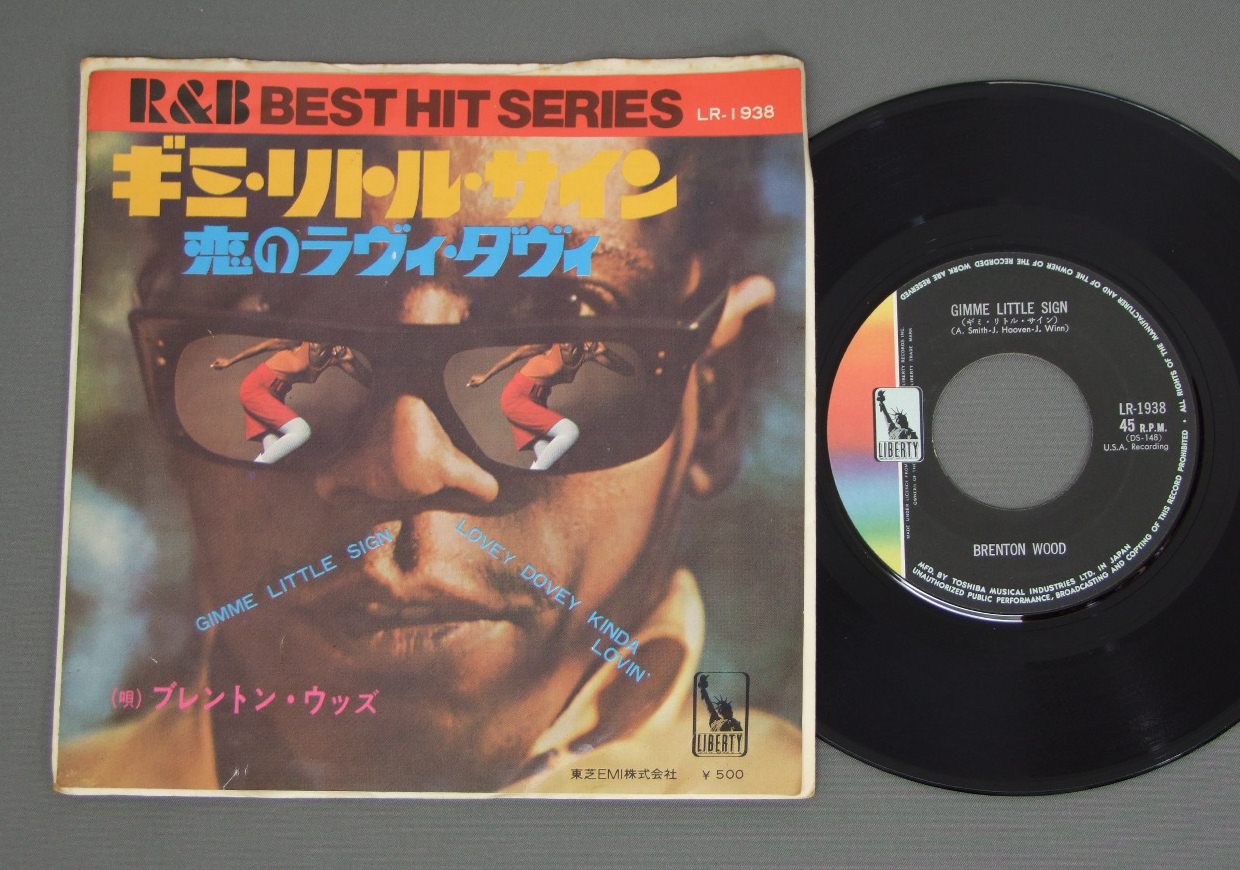 R&B BEST HIT SERIES LR-1938
ギミ・リトル・サイン
恋のラヴィ・ダヴィ
GIMME LITTLE SIGN
LOVEY DOVEY KINDA
LOVIN'
(唄) ブレントン・ウッズ
LIBERTY
東芝EMI株式会社 ¥500
GIMME LITTLE SIGN
(ギミ・リトル・サイン)
(A. Smith-J. Hooven-J. Winn)
LR-1938
45 R.P.M.
(DS-148)
U.S.A. Recording
LIBERTY
BRENTON WOOD
MFD. BY TOSHIBA MUSICAL INDUSTRIES LTD. IN JAPAN
• ALL RIGHTS OF THE MANUFACTURER AND OF THE OWNER OF THE RECORDED WORK ARE RESERVED
UNAUTHORIZED PUBLIC PERFORMANCE, BROADCASTING AND COPYING OF THIS RECORD PROHIBITED